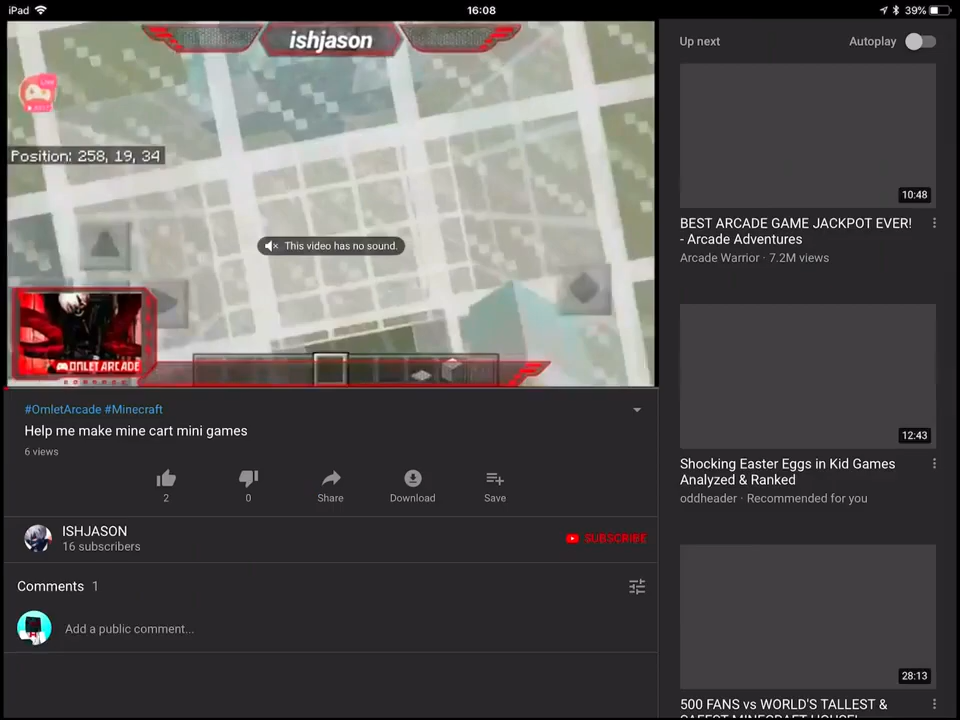 iPad
16:08
39%
ishjason
Position: 258, 19, 34
This video has no sound.
OMLET ARCADE
#OmletArcade #Minecraft
Help me make mine cart mini games
6 views
2
0
Share
Download
Save
ISHJASON
16 subscribers
SUBSCRIBE
Comments 1
Add a public comment...
Up next
Autoplay
10:48
BEST ARCADE GAME JACKPOT EVER!
- Arcade Adventures
Arcade Warrior · 7.2M views
12:43
Shocking Easter Eggs in Kid Games
Analyzed & Ranked
oddheader · Recommended for you
28:13
500 FANS vs WORLD'S TALLEST &
SAFEST MINECRAFT HOUSE!